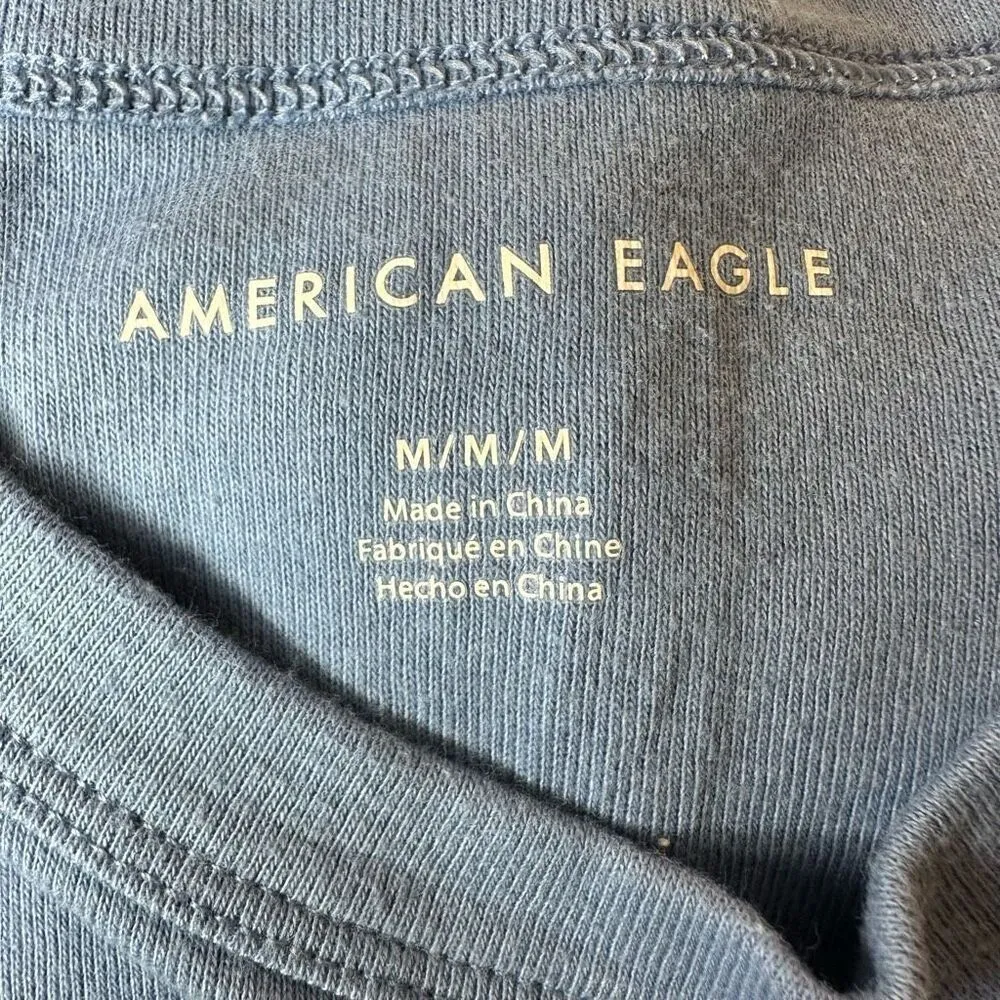 AMERICAN EAGLE
M/M/M
Made in China
Fabriqué en Chine
Hecho en China